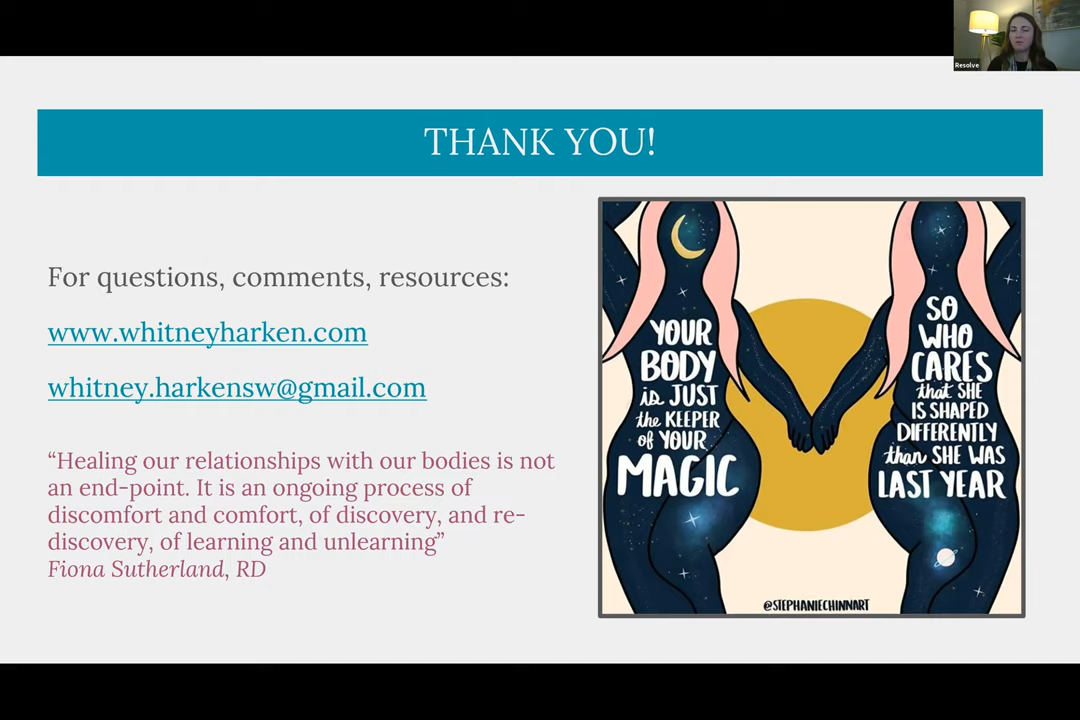 Resolve
THANK YOU!
For questions, comments, resources:
www.whitneyharken.com
whitney.harkensw@gmail.com
“Healing our relationships with our bodies is not
an end-point. It is an ongoing process of
discomfort and comfort, of discovery, and re-
discovery, of learning and unlearning”
Fiona Sutherland, RD
YOUR
BODY
is JUST
the KEEPER
of YOUR
MAGIC
SO
WHO
CARES
that SHE
IS SHAPED
DIFFERENTLY
than SHE WAS
LAST YEAR
@STEPHANIECHINNART